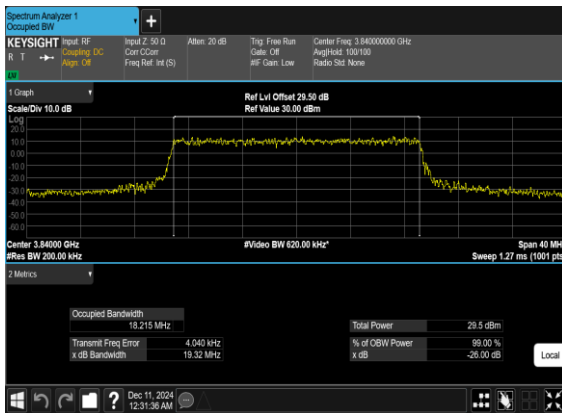 Spectrum Analyzer 1
Occupied BW
KEYSIGHT Input: RF Input Z: 50 Ω Atten: 20 dB Trig: Free Run Center Freq: 3.840000000 GHz
R T Coupling: DC Corr CCorr Gate: Off Avg|Hold: 100/100
Align: Off Freq Ref: Int (S) #IF Gain: Low Radio Std: None
1 Graph
Ref Lvl Offset 29.50 dB
Scale/Div 10.0 dB Ref Value 30.00 dBm
Log
20.0
10.0
0.00
-10.0
-20.0
-30.0
-40.0
-50.0
-60.0
Center 3.84000 GHz #Video BW 620.00 kHz* Span 40 MH
#Res BW 200.00 kHz Sweep 1.27 ms (1001 pts
2 Metrics
Occupied Bandwidth
18.215 MHz Total Power 29.5 dBm
Transmit Freq Error 4.040 kHz % of OBW Power 99.00 %
x dB Bandwidth 19.32 MHz x dB -26.00 dB
Local
? Dec 11, 2024
12:31:36 AM